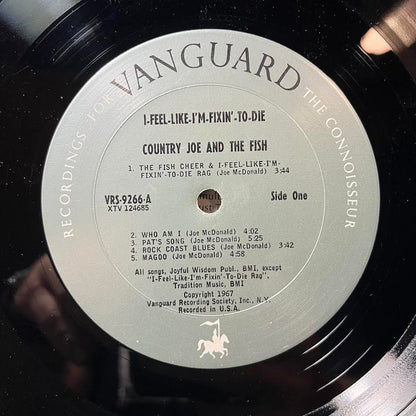 RECORDINGS FOR VANGUARD THE CONNOISSEUR
I-FEEL-LIKE-I'M-FIXIN'-TO-DIE
COUNTRY JOE AND THE FISH
1. THE FISH CHEER & I-FEEL-LIKE-I'M-
FIXIN'-TO-DIE RAG (Joe McDonald) 3:44
VRS-9266-A Side One
XTV 124685
2. WHO AM I (Joe McDonald) 4:02
3. PAT'S SONG (Joe McDonald) 5:25
4. ROCK COAST BLUES (Joe McDonald) 3:42
5. MAGOO (Joe McDonald) 4:58
All songs, Joyful Wisdom Publ., BMI, except
"I-Feel-Like-I'm-Fixin'-To-Die Rag",
Tradition Music, BMI
Copyright 1967
Vanguard Recording Society, Inc., N.Y.
Recorded in U.S.A.